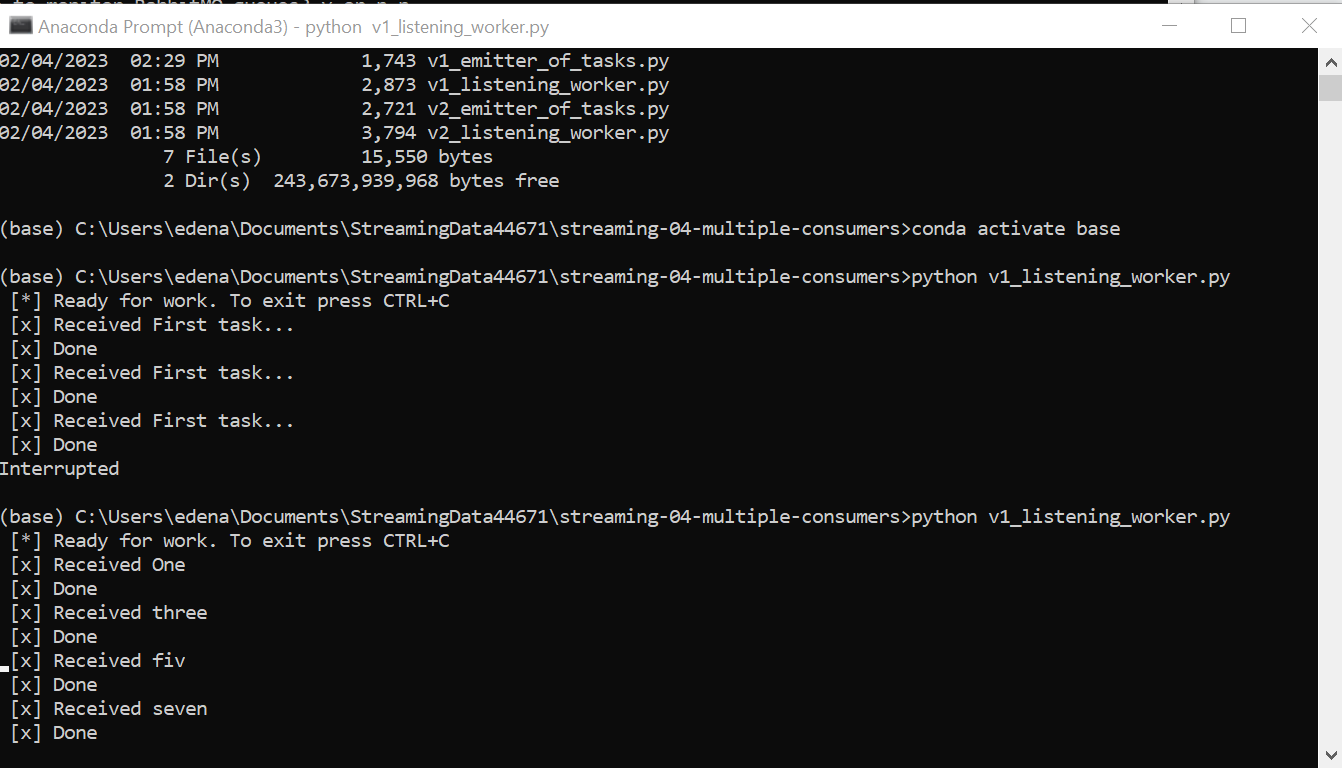 Anaconda Prompt (Anaconda3) - python  v1_listening_worker.py
02/04/2023  02:29 PM             1,743 v1_emitter_of_tasks.py
02/04/2023  01:58 PM             2,873 v1_listening_worker.py
02/04/2023  01:58 PM             2,721 v2_emitter_of_tasks.py
02/04/2023  01:58 PM             3,794 v2_listening_worker.py
               7 File(s)         15,550 bytes
               2 Dir(s)  243,673,939,968 bytes free
(base) C:\Users\edena\Documents\StreamingData44671\streaming-04-multiple-consumers>conda activate base
(base) C:\Users\edena\Documents\StreamingData44671\streaming-04-multiple-consumers>python v1_listening_worker.py
 [*] Ready for work. To exit press CTRL+C
 [x] Received First task...
 [x] Done
 [x] Received First task...
 [x] Done
 [x] Received First task...
 [x] Done
Interrupted
(base) C:\Users\edena\Documents\StreamingData44671\streaming-04-multiple-consumers>python v1_listening_worker.py
 [*] Ready for work. To exit press CTRL+C
 [x] Received One
 [x] Done
 [x] Received three
 [x] Done
 [x] Received fiv
 [x] Done
 [x] Received seven
 [x] Done